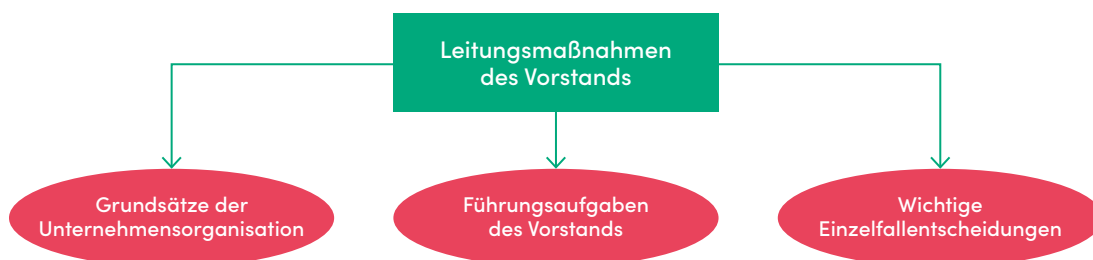 Leitungsmaßnahmen
des Vorstands
Grundsätze der
Unternehmensorganisation
Führungsaufgaben
des Vorstands
Wichtige
Einzelfallentscheidungen